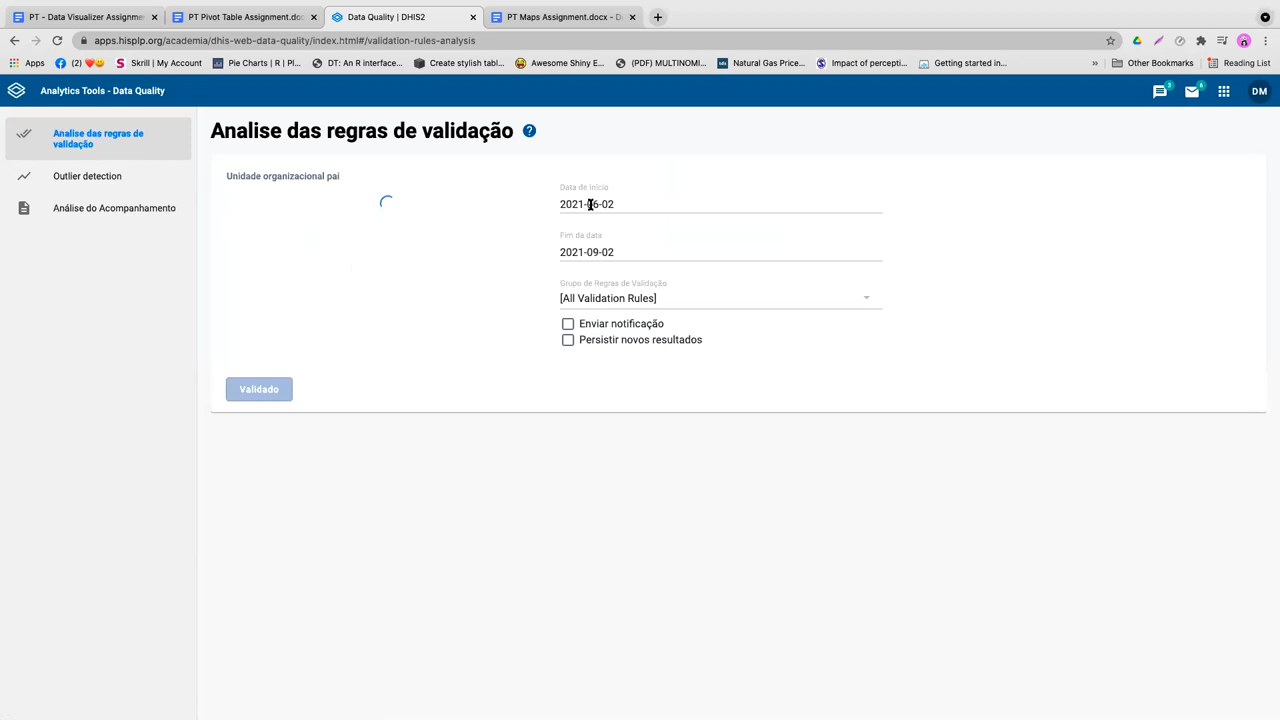 PT - Data Visualizer Assignme
PT Pivot Table Assignment.doc
Data Quality | DHIS2
PT Maps Assignment.docx - D
apps.hisplp.org/academia/dhis-web-data-quality/index.html#/validation-rules-analysis
Apps
(2)
Skrill | My Account
Pie Charts | R | Pl...
DT: An R interface...
Create stylish tabl...
Awesome Shiny E...
(PDF) MULTINOMI...
Natural Gas Price...
Impact of percepti...
Getting started in...
»
Other Bookmarks
Reading List
Analytics Tools - Data Quality
3
6
DM
Analise das regras de
validação
Outlier detection
Análise do Acompanhamento
Analise das regras de validação
Unidade organizacional pai
Data de Início
2021-06-02
Fim da data
2021-09-02
Grupo de Regras de Validação
[All Validation Rules]
Enviar notificação
Persistir novos resultados
Validado